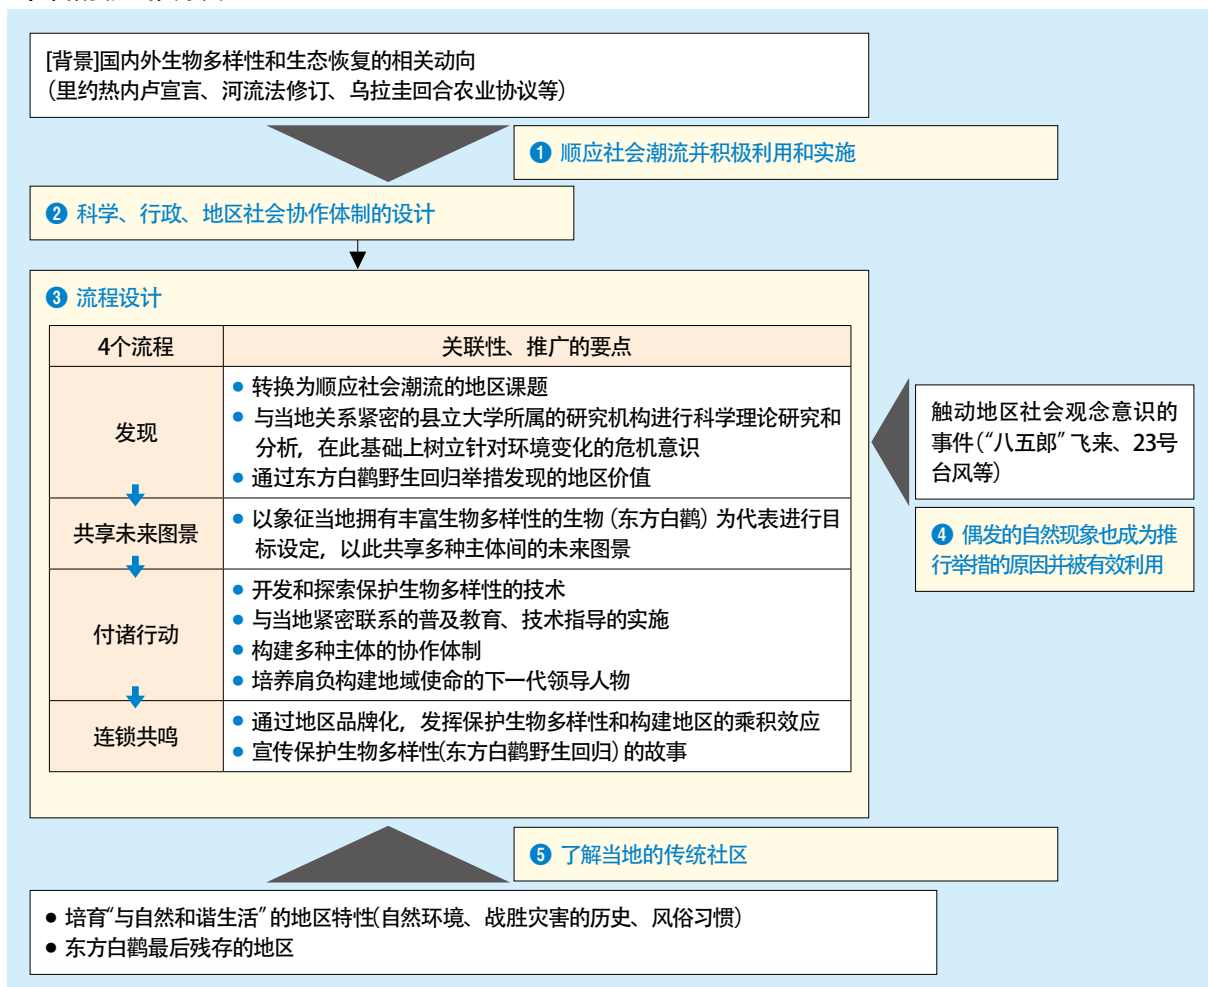 [背景]国内外生物多样性和生态恢复的相关动向
（里约热内卢宣言、河流法修订、乌拉圭回合农业协议等）
❶ 顺应社会潮流并积极利用和实施
❷ 科学、行政、地区社会协作体制的设计
❸ 流程设计
4个流程
关联性、推广的要点
发现
● 转换为顺应社会潮流的地区课题
● 与当地关系紧密的县立大学所属的研究机构进行科学理论研究和
分析，在此基础上树立针对环境变化的危机意识
● 通过东方白鹳野生回归举措发现的地区价值
共享未来图景
● 以象征当地拥有丰富生物多样性的生物（东方白鹳）为代表进行目
标设定，以此共享多种主体间的未来图景
付诸行动
● 开发和探索保护生物多样性的技术
● 与当地紧密联系的普及教育、技术指导的实施
● 构建多种主体的协作体制
● 培养肩负构建地域使命的下一代领导人物
连锁共鸣
● 通过地区品牌化，发挥保护生物多样性和构建地区的乘积效应
● 宣传保护生物多样性(东方白鹳野生回归）的故事
触动地区社会观念意识的
事件（“八五郎”飞来、23号
台风等）
❹ 偶发的自然现象也成为推
行举措的原因并被有效利用
❺ 了解当地的传统社区
● 培育“与自然和谐生活”的地区特性(自然环境、战胜灾害的历史、风俗习惯）
● 东方白鹳最后残存的地区